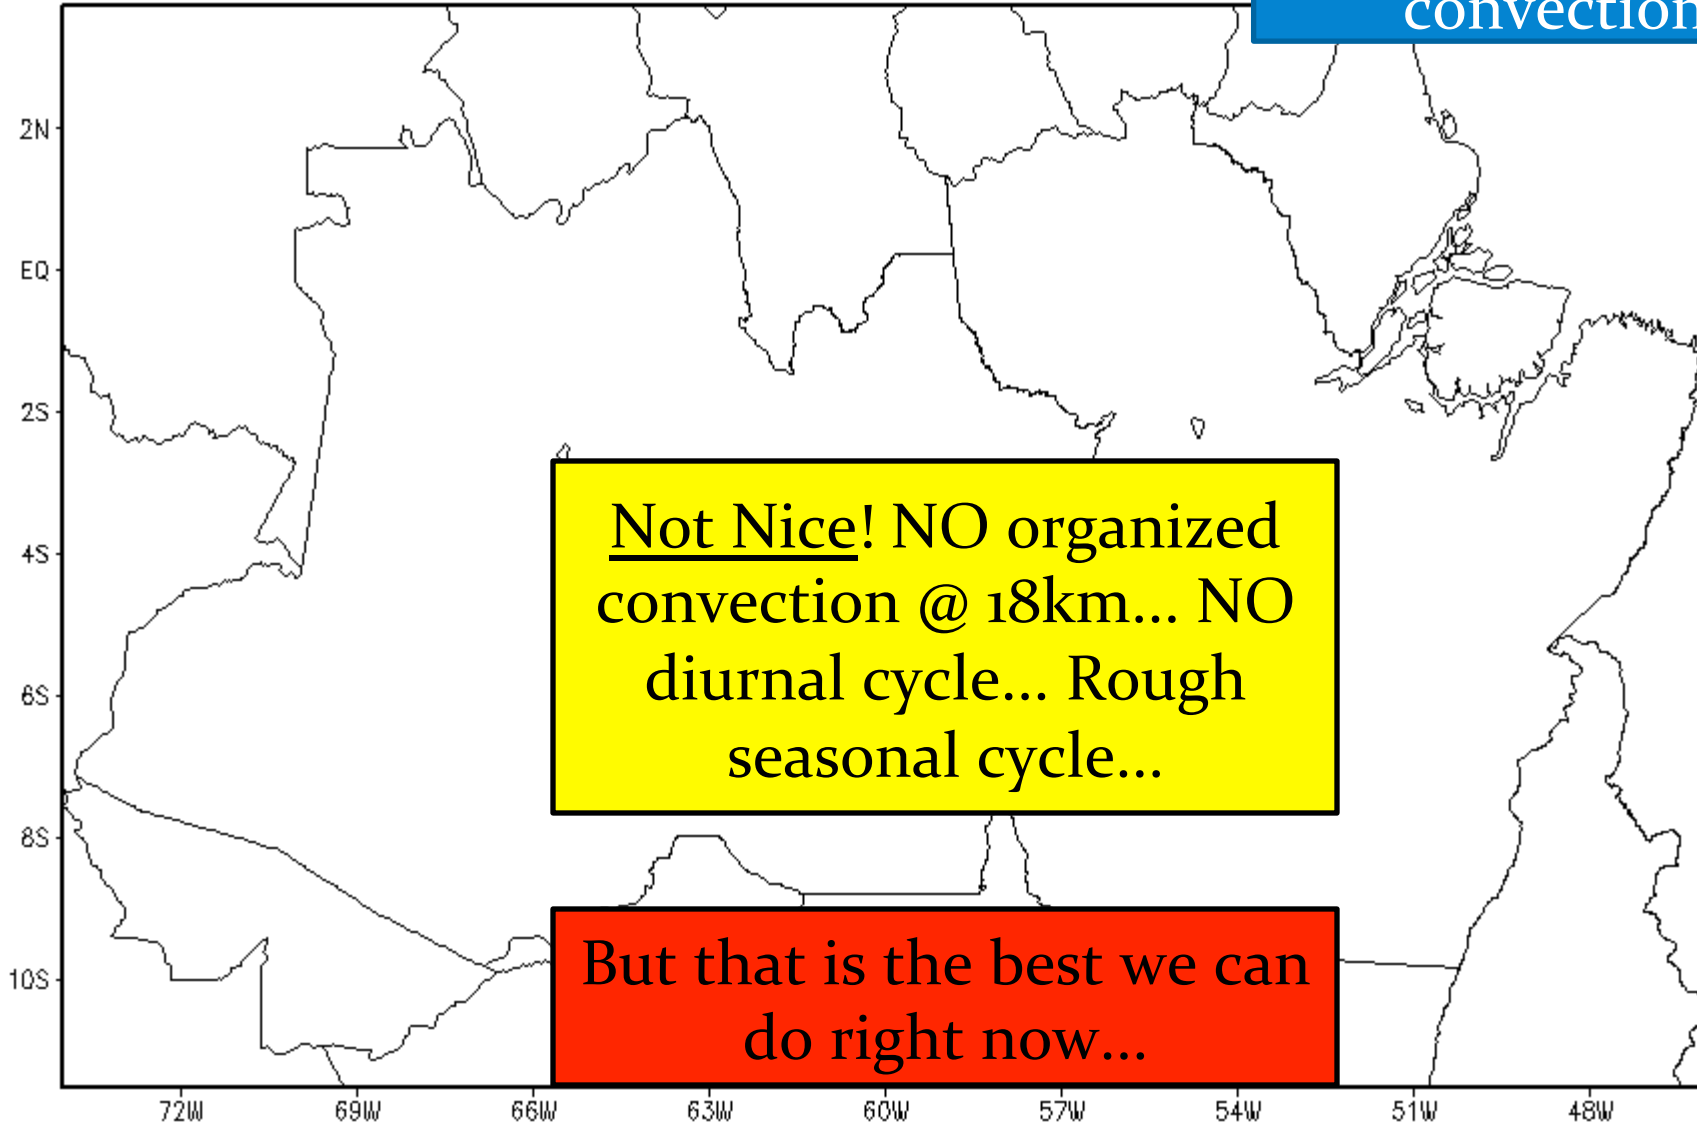 convection
2N
EQ
2S
4S
6S
8S
10S
Not Nice! NO organized
convection @ 18km... NO
diurnal cycle... Rough
seasonal cycle...
But that is the best we can
do right now...
72W 69W 66W 63W 60W 57W 54W 51W 48W